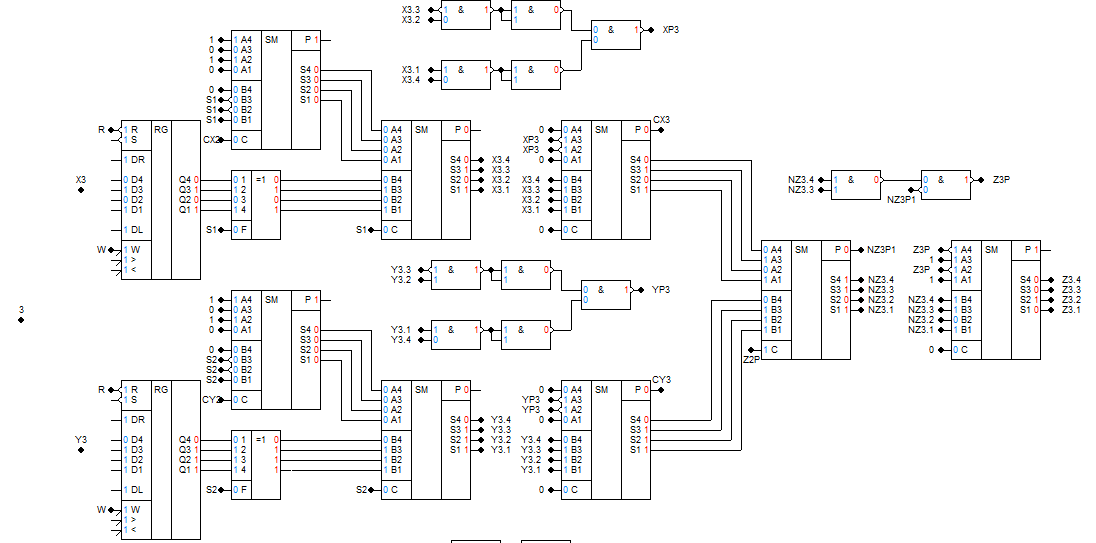 X3.3 1 & 1
X3.2 0
1 & 0
0 & 1 XP3
0
X3.1 1 & 1
X3.4 0
1 & 0
1 1 A4 SM P 1
0 0 A3
1 1 A2
0 0 A1
S4 0
S3 0
S2 0
S1 0
0 0 B4
S1 0 B3
S1 0 B2
S1 0 B1
CX2 0 C
X3
R 1 R RG
1 S
1 DR
0 D4 Q4 0
1 D3 Q3 1
0 D2 Q2 0
1 D1 Q1 1
1 DL
W 1 W
1 >
1 <
0 1 =1 0
1 2 1
0 3 0
1 4 1
S1 0 F
0 A4 SM P 0
0 A3
0 A2
0 A1
S4 0 X3.4
S3 1 X3.3
S2 0 X3.2
S1 1 X3.1
0 B4
1 B3
0 B2
1 B1
S1 0 C
CX3
0 0 A4 SM P 0
XP3 1 A3
XP3 1 A2
0 0 A1
S4 0
S3 1
S2 0
S1 1
X3.4 0 B4
X3.3 1 B3
X3.2 0 B2
X3.1 1 B1
0 0 C
NZ3.4 1 & 0
NZ3.3 1
0 & 1 Z3P
NZ3P1 0
3
Y3.3 1 & 1
Y3.2 1
1 & 0
0 & 1 YP3
0
Y3.1 1 & 1
Y3.4 0
1 & 0
1 1 A4 SM P 1
0 0 A3
1 1 A2
0 0 A1
S4 0
S3 0
S2 0
S1 0
0 0 B4
S2 0 B3
S2 0 B2
S2 0 B1
CY2 0 C
Y3
R 1 R RG
1 S
1 DR
0 D4 Q4 0
1 D3 Q3 1
1 D2 Q2 1
1 D1 Q1 1
1 DL
W 1 W
1 >
1 <
0 1 =1 0
1 2 1
1 3 1
1 4 1
S2 0 F
0 A4 SM P 0
0 A3
0 A2
0 A1
S4 0 Y3.4
S3 1 Y3.3
S2 1 Y3.2
S1 1 Y3.1
0 B4
1 B3
1 B2
1 B1
S2 0 C
CY3
0 0 A4 SM P 0
YP3 1 A3
YP3 1 A2
0 0 A1
S4 0
S3 1
S2 1
S1 1
Y3.4 0 B4
Y3.3 1 B3
Y3.2 1 B2
Y3.1 1 B1
0 0 C
0 A4 SM P 0 NZ3P1
1 A3
0 A2
1 A1
S4 1 NZ3.4
S3 1 NZ3.3
S2 0 NZ3.2
S1 1 NZ3.1
0 B4
1 B3
1 B2
1 B1
Z2P 1 C
Z3P 1 A4 SM P 1
1 1 A3
Z3P 1 A2
1 1 A1
S4 0 Z3.4
S3 0 Z3.3
S2 0 Z3.2
S1 0 Z3.1
NZ3.4 1 B4
NZ3.3 1 B3
NZ3.2 0 B2
NZ3.1 1 B1
0 0 C